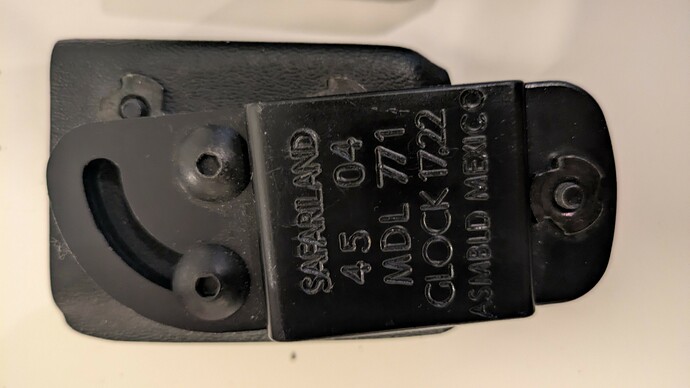 SAFARILAND
45 04
MDL 771
GLOCK 17.22
ASMBLD MEXICO